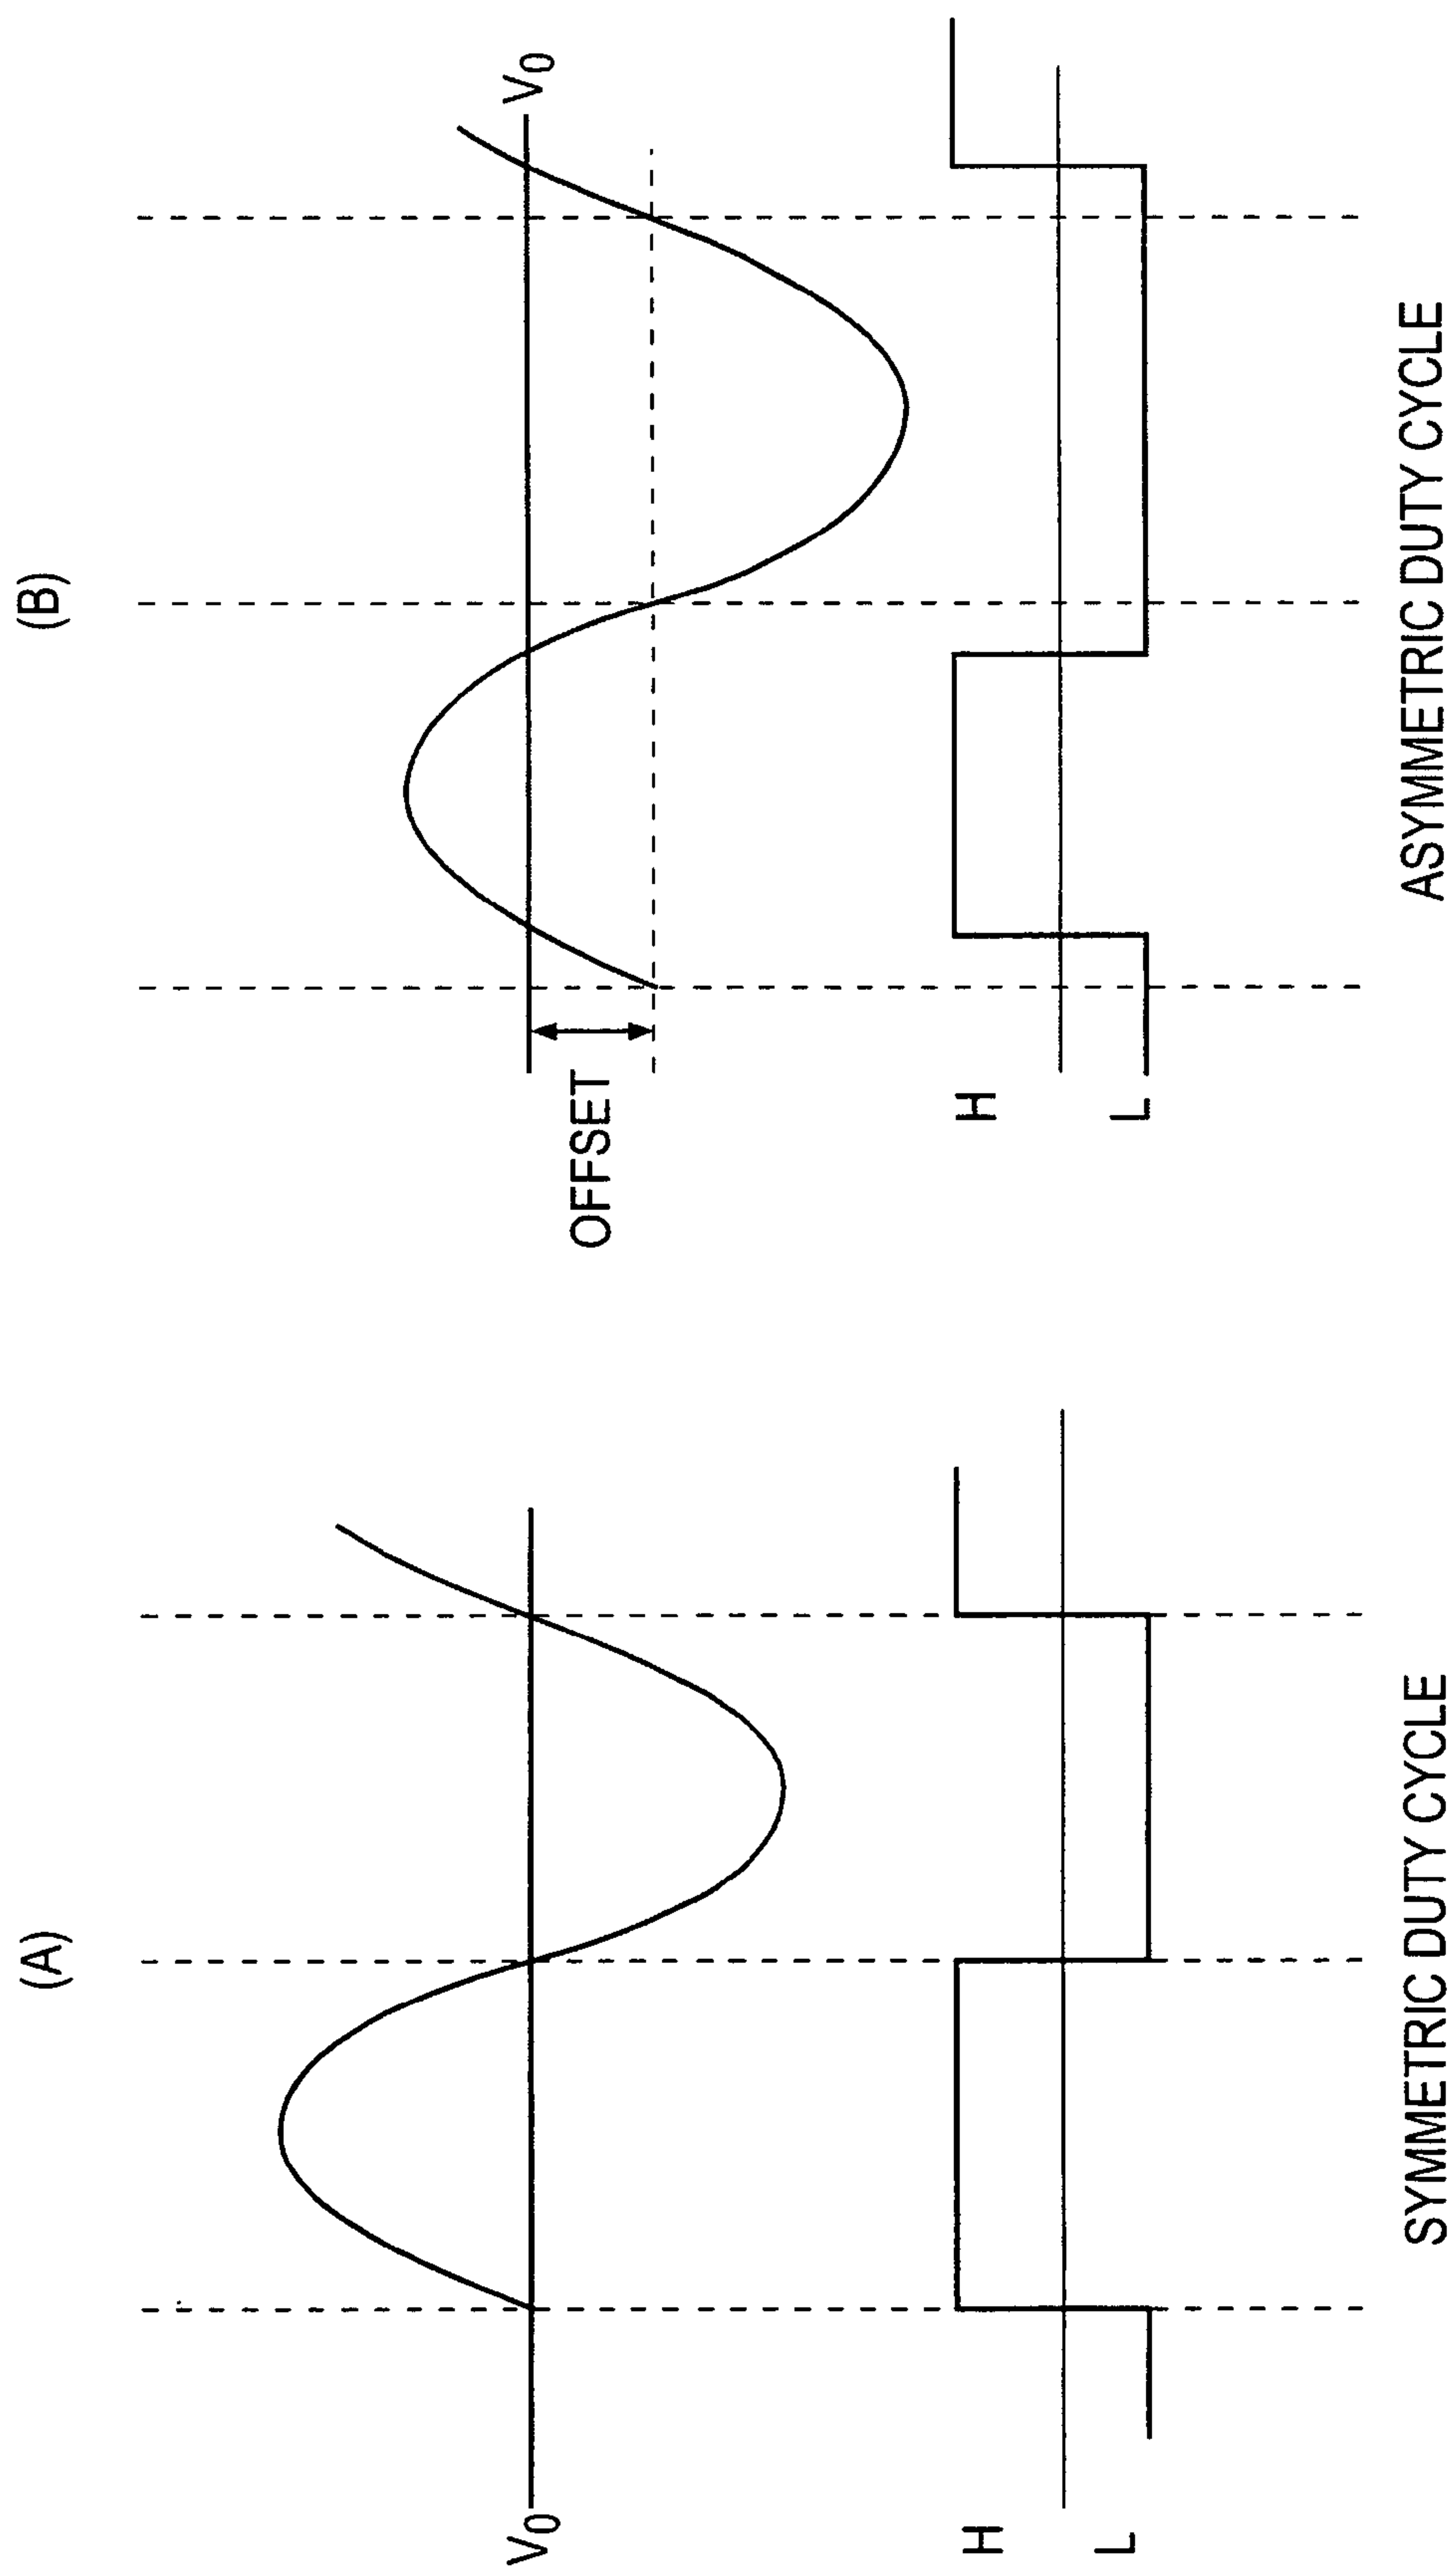 (A)
V0
H
L
SYMMETRIC DUTY CYCLE
(B)
V0
OFFSET
H
L
ASYMMETRIC DUTY CYCLE